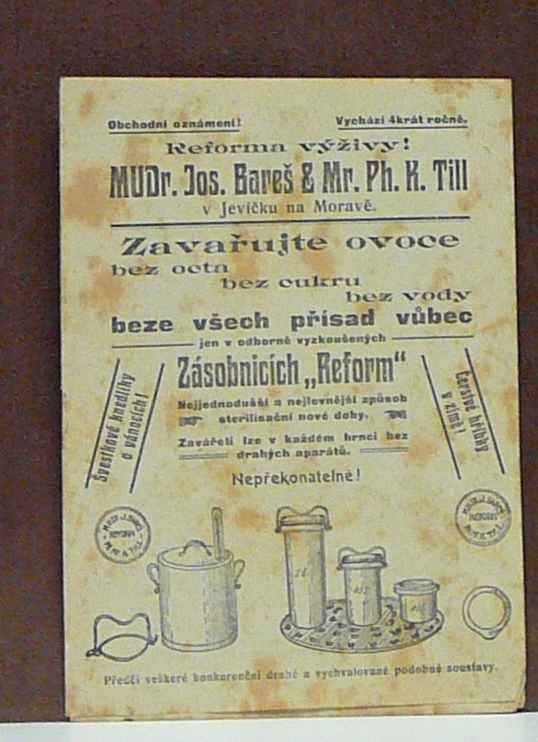 Obchodní oznámení! Vychází 4krát ročně.
Reforma výživy!
MUDr. Jos. Bareš & Mr. Ph. K. Till
v Jevíčku na Moravě.
Zavařujte ovoce
bez octa
bez cukru
bez vody
beze všech přísad vůbec
jen v odborně vyzkoušených
Zásobnicích „Reform“
Nejjednodušší a nejlevnější způsob
sterilisační nové doby.
Zavářeti lze v každém hrnci bez
drahých aparátů.
Nepřekonatelné!
Švestkové knedlíky
o vánocích!
Čerstvé hříbky
v zimě!
Předčí veškeré konkurenční drahé a vychvalované podobné soustavy.